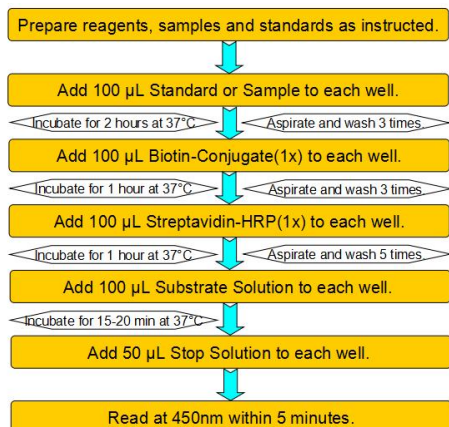 Prepare reagents, samples and standards as instructed.
Add 100 µL Standard or Sample to each well.
Incubate for 2 hours at 37°C
Aspirate and wash 3 times.
Add 100 µL Biotin-Conjugate(1x) to each well.
Incubate for 1 hour at 37°C
Aspirate and wash 3 times.
Add 100 µL Streptavidin-HRP(1x) to each well.
Incubate for 1 hour at 37°C
Aspirate and wash 5 times.
Add 100 µL Substrate Solution to each well.
Incubate for 15-20 min at 37°C
Add 50 µL Stop Solution to each well.
Read at 450nm within 5 minutes.